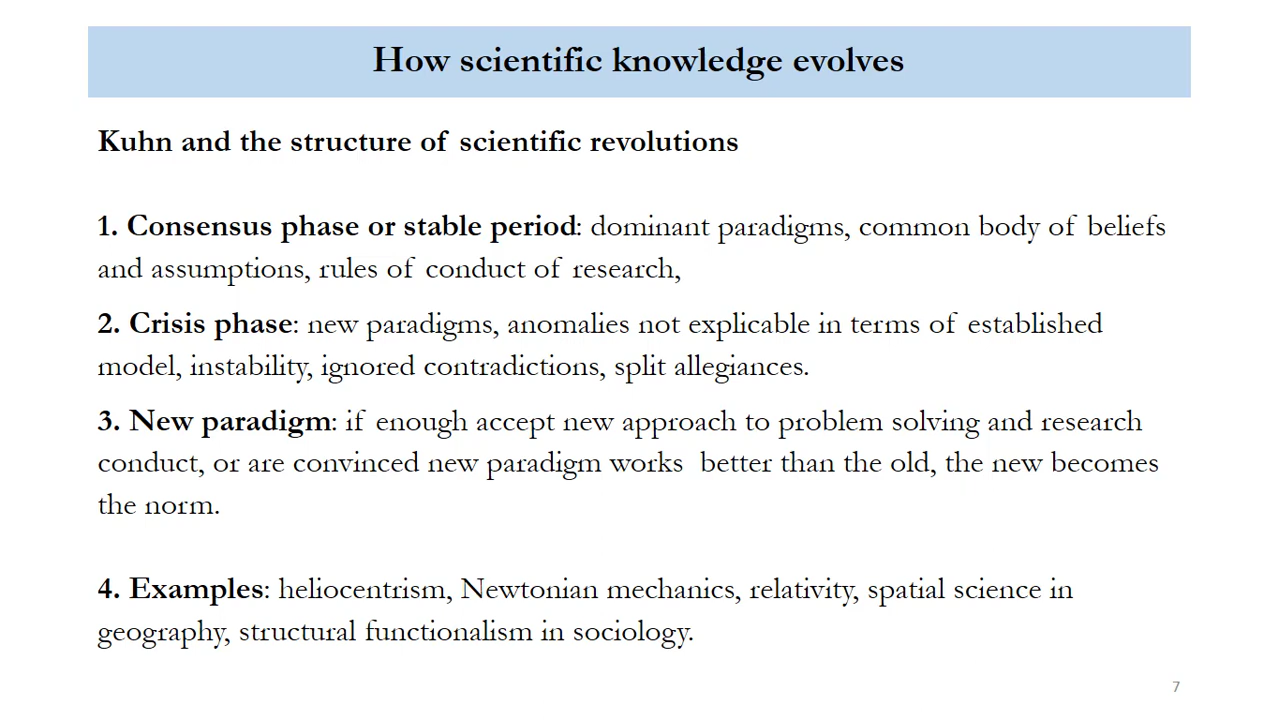 How scientific knowledge evolves
Kuhn and the structure of scientific revolutions
1. Consensus phase or stable period: dominant paradigms, common body of beliefs
and assumptions, rules of conduct of research,
2. Crisis phase: new paradigms, anomalies not explicable in terms of established
model, instability, ignored contradictions, split allegiances.
3. New paradigm: if enough accept new approach to problem solving and research
conduct, or are convinced new paradigm works better than the old, the new becomes
the norm.
4. Examples: heliocentrism, Newtonian mechanics, relativity, spatial science in
geography, structural functionalism in sociology.
7